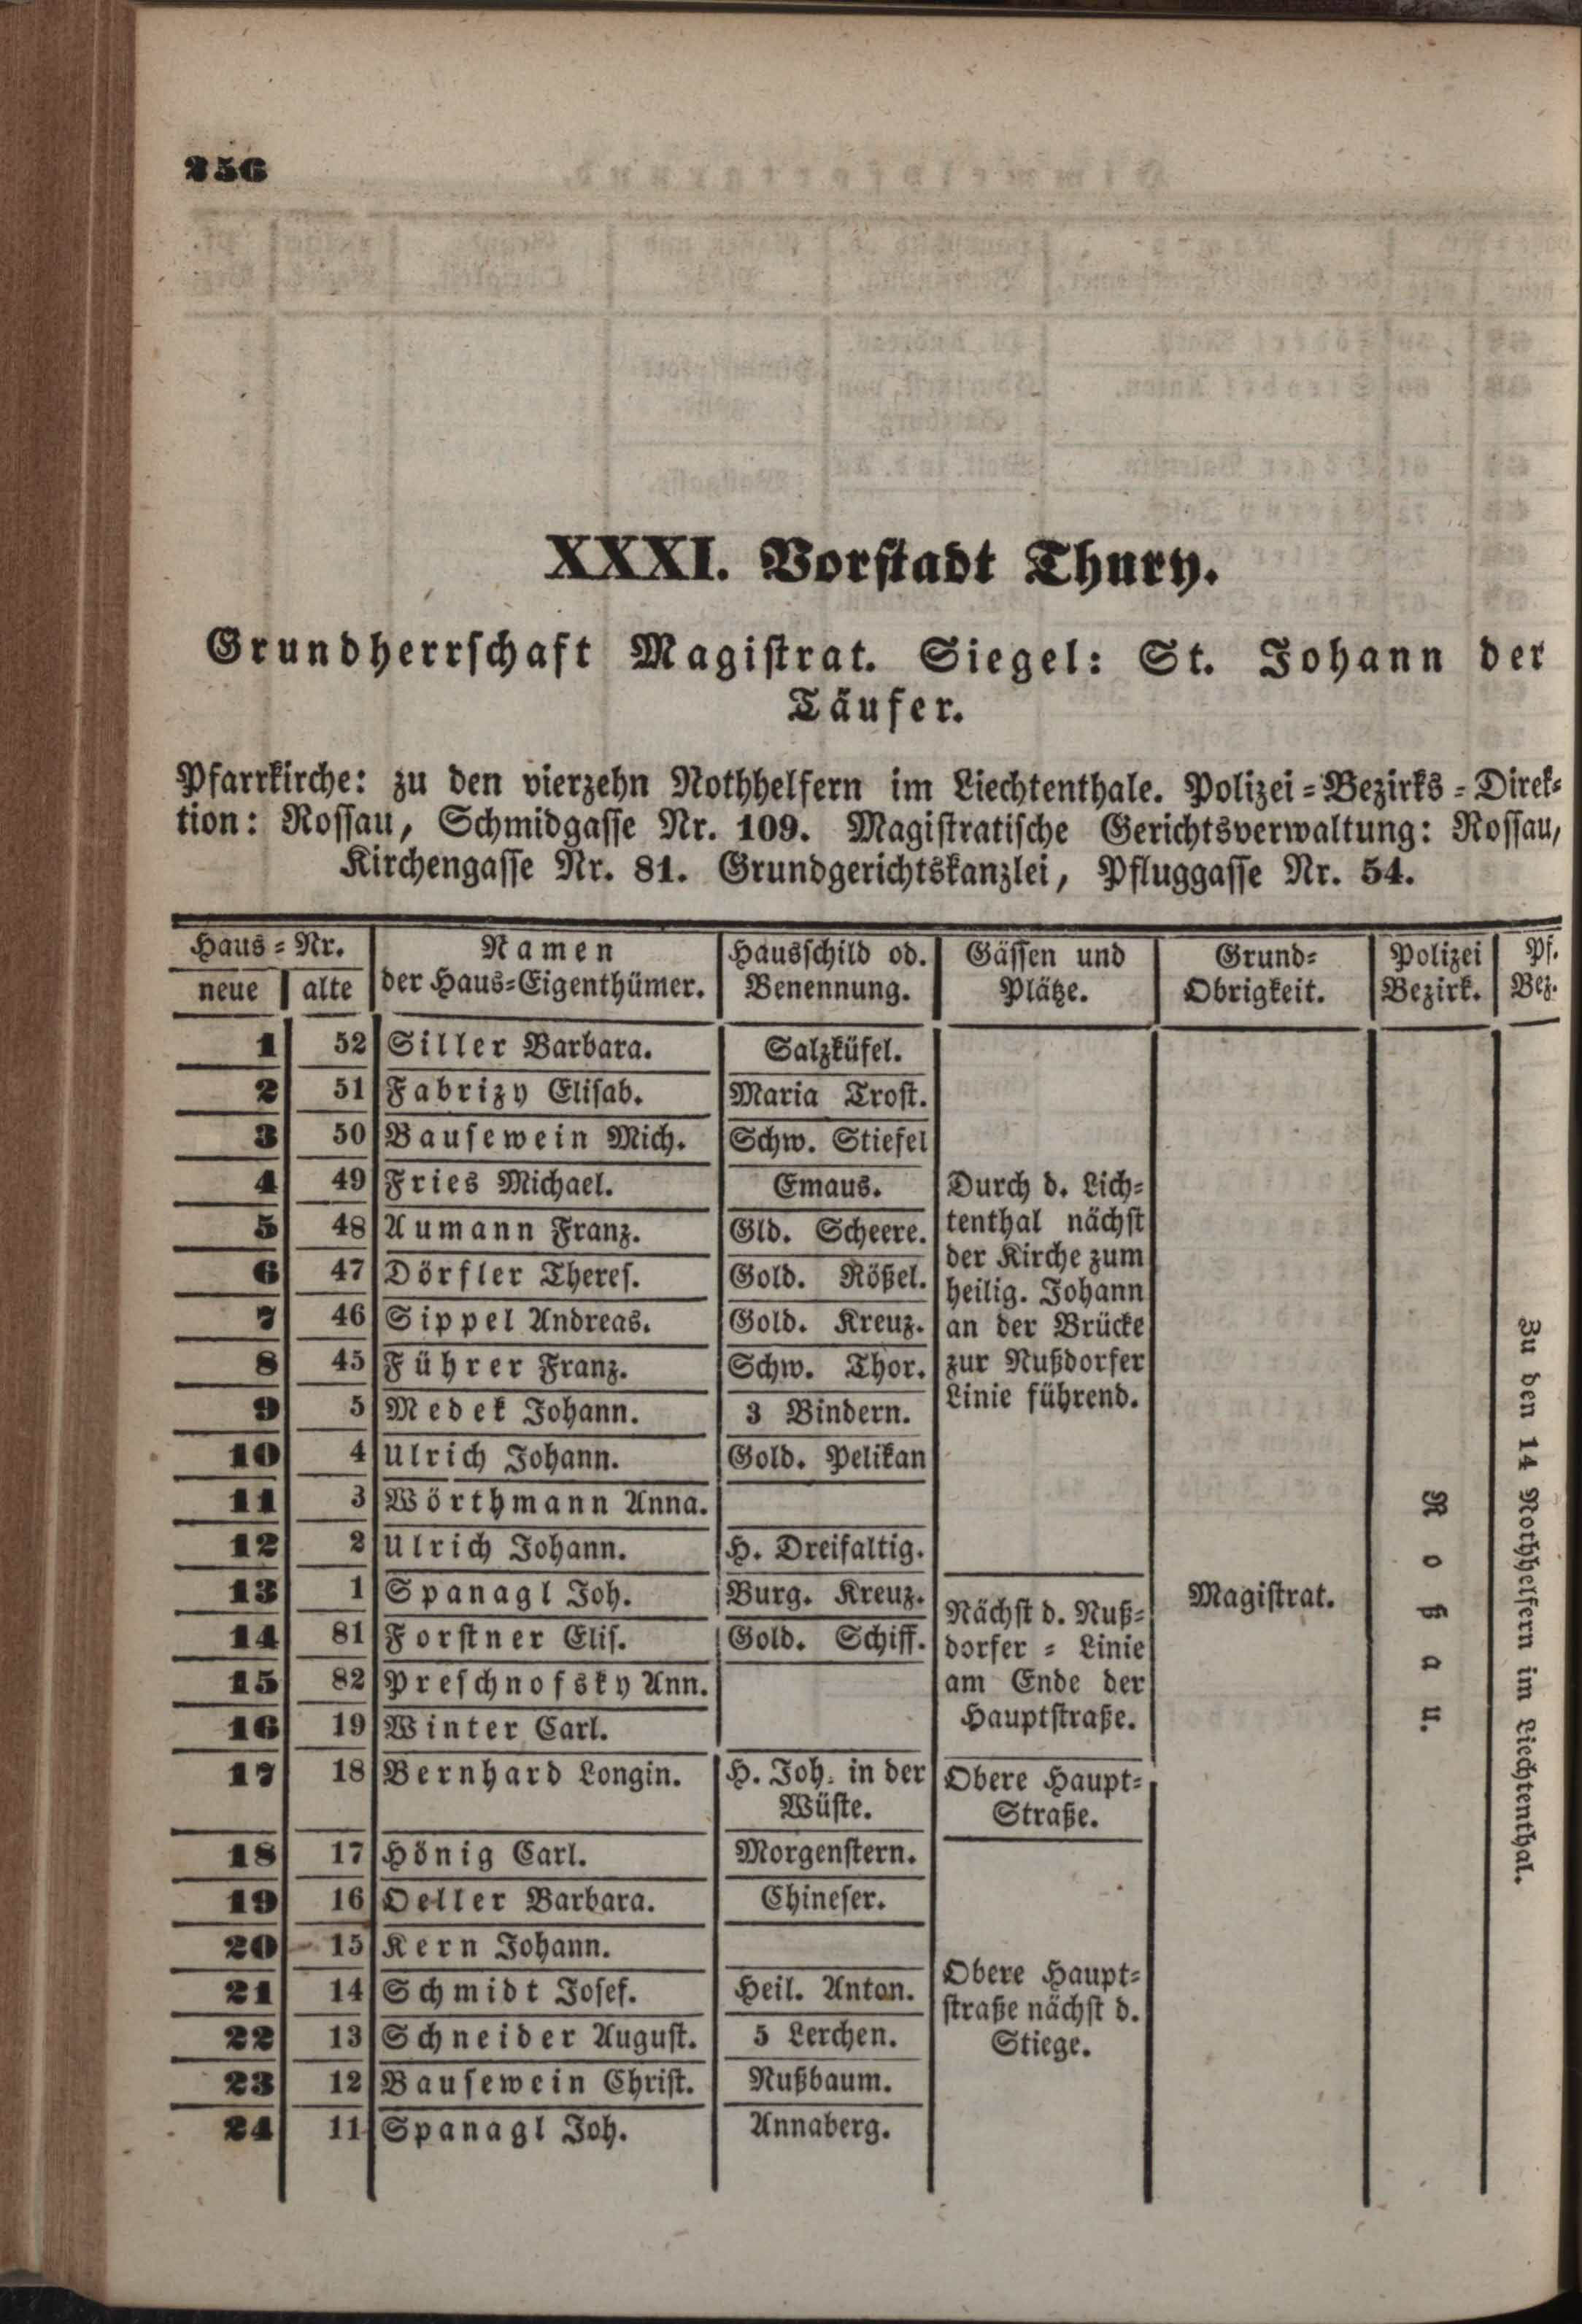 256
XXXI. Vorstadt Thury.
Grundherrschaft Magistrat. Siegel: St. Johann der
Täufer.
Pfarrkirche: zu den vierzehn Nothhelfern im Liechtenthale. Polizei-Bezirks-Direk-
tion: Rossau, Schmidgasse Nr. 109. Magistratische Gerichtsverwaltung: Rossau,
Kirchengasse Nr. 81. Grundgerichtskanzlei, Pfluggasse Nr. 54.
Haus-Nr. Namen Hausschild od. Gässen und Grund- Polizei Pf.
neue alte der Haus-Eigenthümer. Benennung. Plätze. Obrigkeit. Bezirk. Bez.
1 52 Siller Barbara. Salzküfel.
2 51 Fabrizy Elisab. Maria Trost.
3 50 Bausewein Mich. Schw. Stiefel
4 49 Fries Michael. Emaus.
5 48 Aumann Franz. Gld. Scheere.
6 47 Dörfler Theres. Gold. Rößel.
7 46 Sippel Andreas. Gold. Kreuz.
8 45 Führer Franz. Schw. Thor.
9 5 Medek Johann. 3 Bindern.
10 4 Ulrich Johann. Gold. Pelikan
11 3 Wörthmann Anna.
12 2 Ulrich Johann. H. Dreifaltig.
13 1 Spanagl Joh. Burg. Kreuz.
14 81 Forstner Elis. Gold. Schiff.
15 82 Preschnofsky Ann.
16 19 Winter Carl.
17 18 Bernhard Longin. H. Joh. in der
Wüste.
18 17 Hönig Carl. Morgenstern.
19 16 Oeller Barbara. Chineser.
20 15 Kern Johann.
21 14 Schmidt Josef. Heil. Anton.
22 13 Schneider August. 5 Lerchen.
23 12 Bausewein Christ. Nußbaum.
24 11 Spanagl Joh. Annaberg.
Durch d. Lich-
tenthal nächst
der Kirche zum
heilig. Johann
an der Brücke
zur Nußdorfer
Linie führend.
Nächst d. Nuß-
dorfer - Linie
am Ende der
Hauptstraße.
Obere Haupt-
Straße.
Obere Haupt-
straße nächst d.
Stiege.
Magistrat.
Roßau.
Zu den 14 Nothhelfern im Liechtenthal.